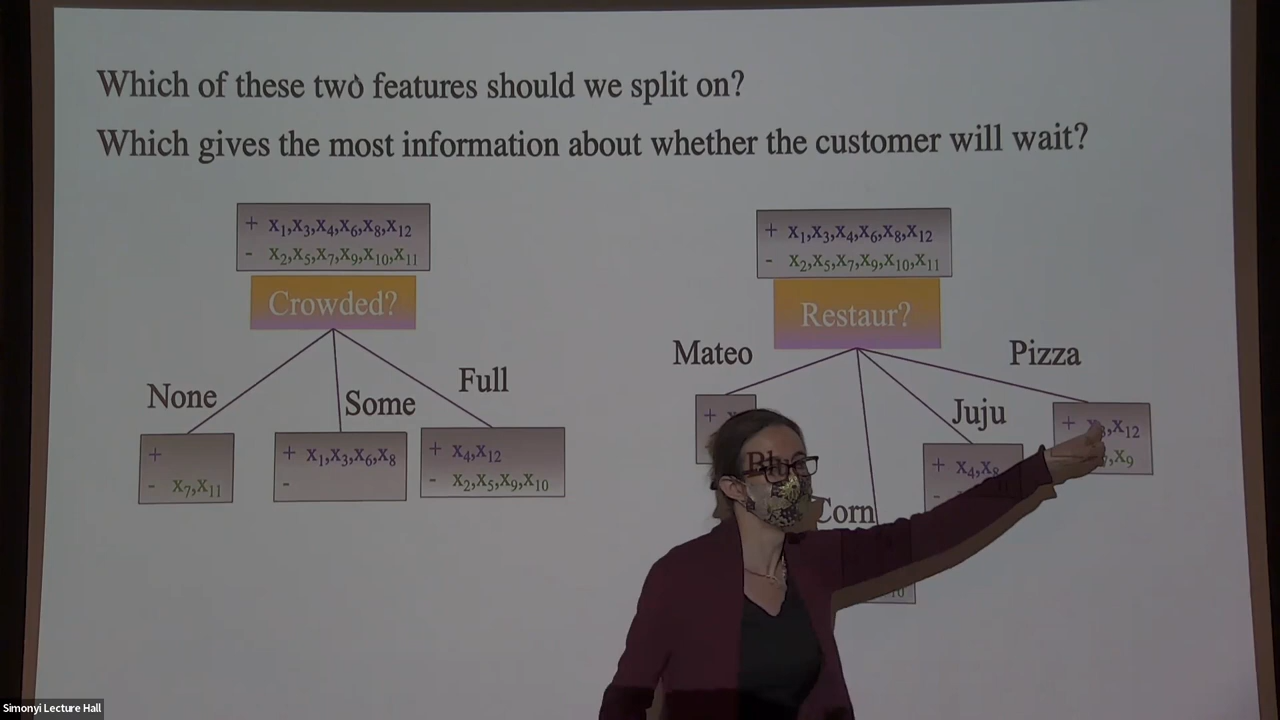 Which of these two features should we split on?
Which gives the most information about whether the customer will wait?
+ x₁,x₃,x₄,x₆,x₈,x₁₂
- x₂,x₅,x₇,x₉,x₁₀,x₁₁
Crowded?
None
Some
Full
+
- x₇,x₁₁
+ x₁,x₃,x₆,x₈
-
+ x₄,x₁₂
- x₂,x₅,x₉,x₁₀
+ x₁,x₃,x₄,x₆,x₈,x₁₂
- x₂,x₅,x₇,x₉,x₁₀,x₁₁
Restaur?
Mateo
Blue
Corn
Juju
Pizza
+
+ x₄,x₈
-
+ ,x₁₂
,x₉
Simonyi Lecture Hall